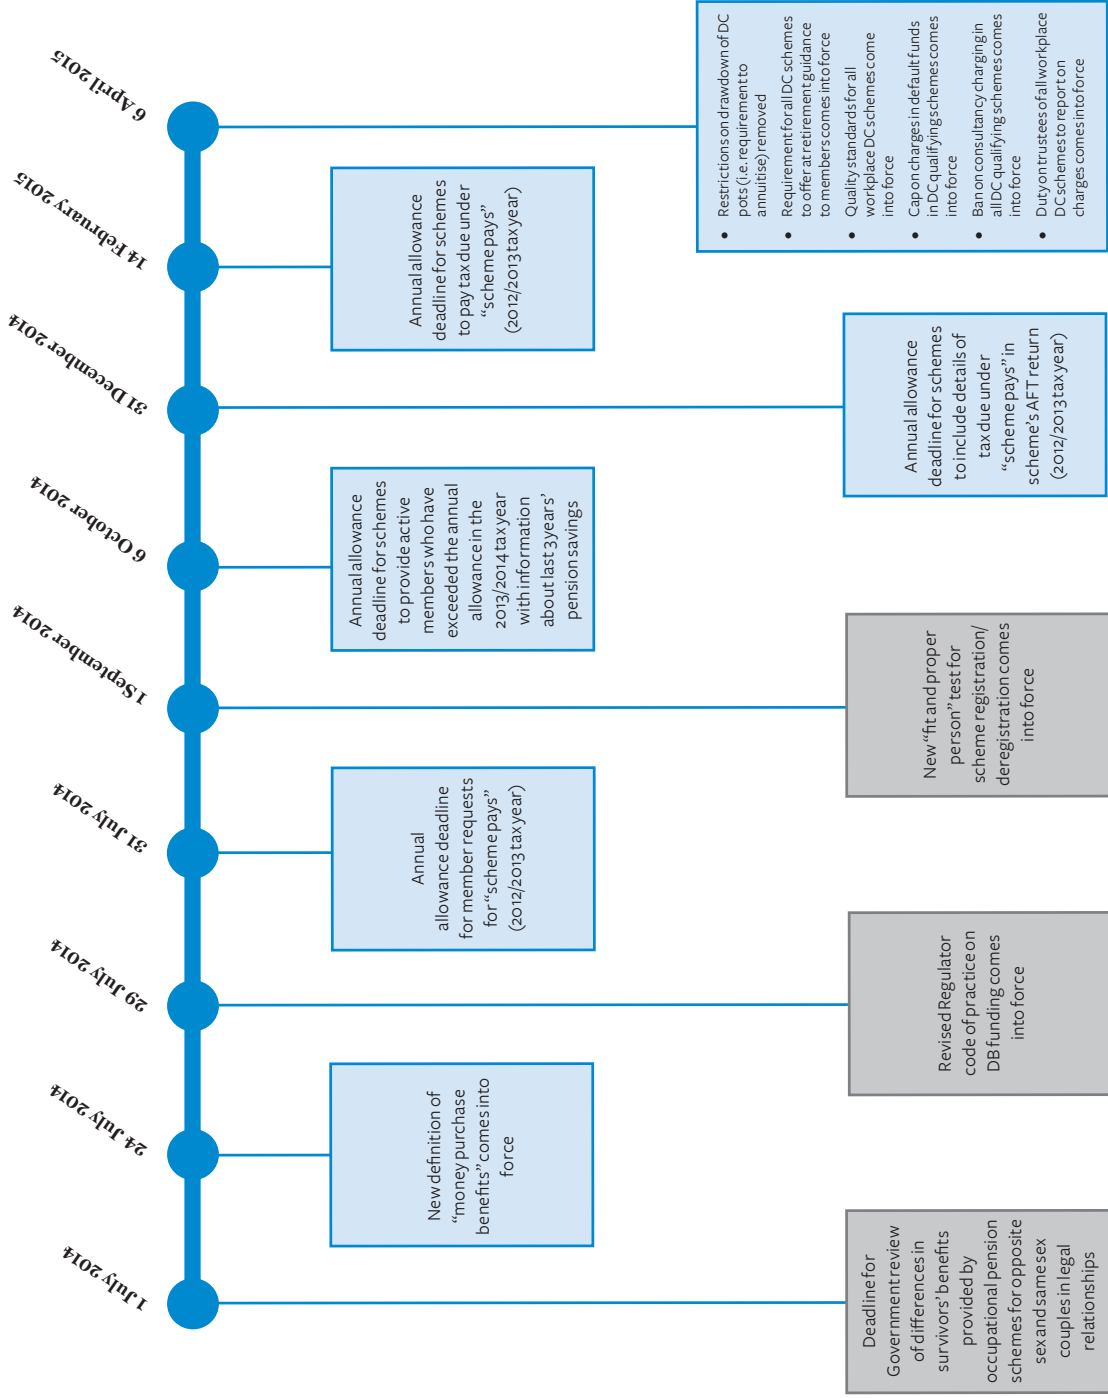 1 July 2014
Deadline for
Government review
of differences in
survivors’ benefits
provided by
occupational pension
schemes for opposite
sex and same sex
couples in legal
relationships
24 July 2014
New definition of
“money purchase
benefits” comes into
force
29 July 2014
Revised Regulator
code of practice on
DB funding comes
into force
31 July 2014
Annual
allowance deadline
for member requests
for “scheme pays”
(2012/2013 tax year)
1 September 2014
New “fit and proper
person” test for
scheme registration/
deregistration comes
into force
6 October 2014
Annual allowance
deadline for schemes
to provide active
members who have
exceeded the annual
allowance in the
2013/2014 tax year
with information
about last 3 years’
pension savings
31 December 2014
Annual allowance
deadline for schemes
to include details of
tax due under
“scheme pays” in
scheme’s AFT return
(2012/2013 tax year)
14 February 2015
Annual allowance
deadline for schemes
to pay tax due under
“scheme pays”
(2012/2013 tax year)
6 April 2015
• Restrictions on drawdown of DC
pots (i.e. requirement to
annuitise) removed
• Requirement for all DC schemes
to offer at retirement guidance
to members comes into force
• Quality standards for all
workplace DC schemes come
into force
• Cap on charges in default funds
in DC qualifying schemes comes
into force
• Ban on consultancy charging in
all DC qualifying schemes comes
into force
• Duty on trustees of all workplace
DC schemes to report on
charges comes into force